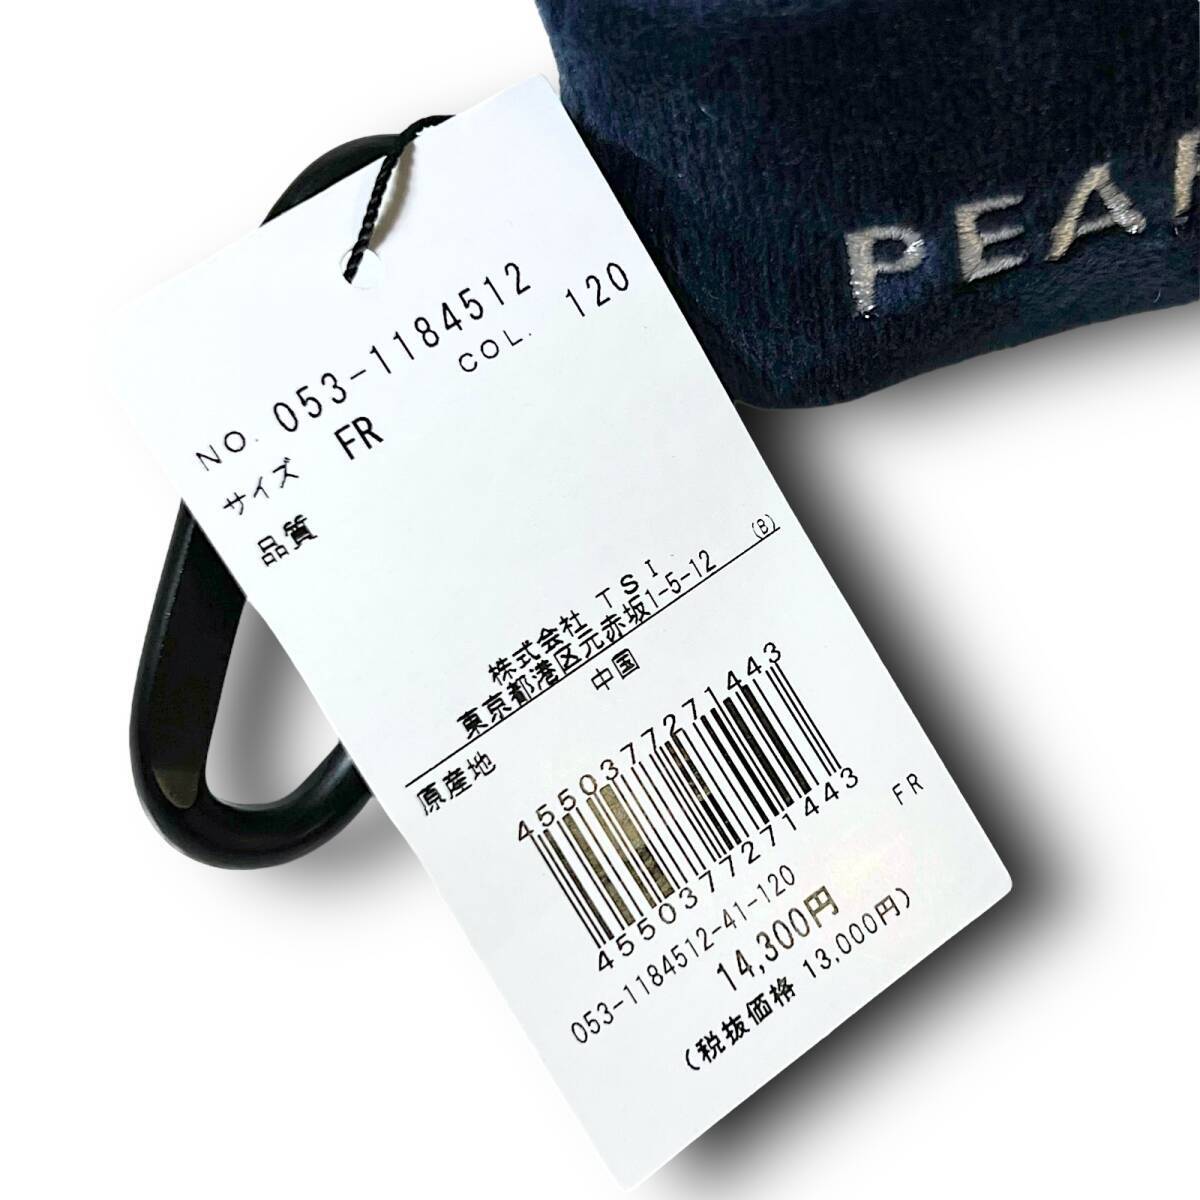 PEAR
NO. 053-1184512
COL. 120
サイズ FR
品質
(B)
株式会社 TSI
東京都港区元赤坂1-5-12
原産地 中国
4550377271443
4550377271443
FR
053-1184512-41-120
14,300円
(税抜価格 13,000円)